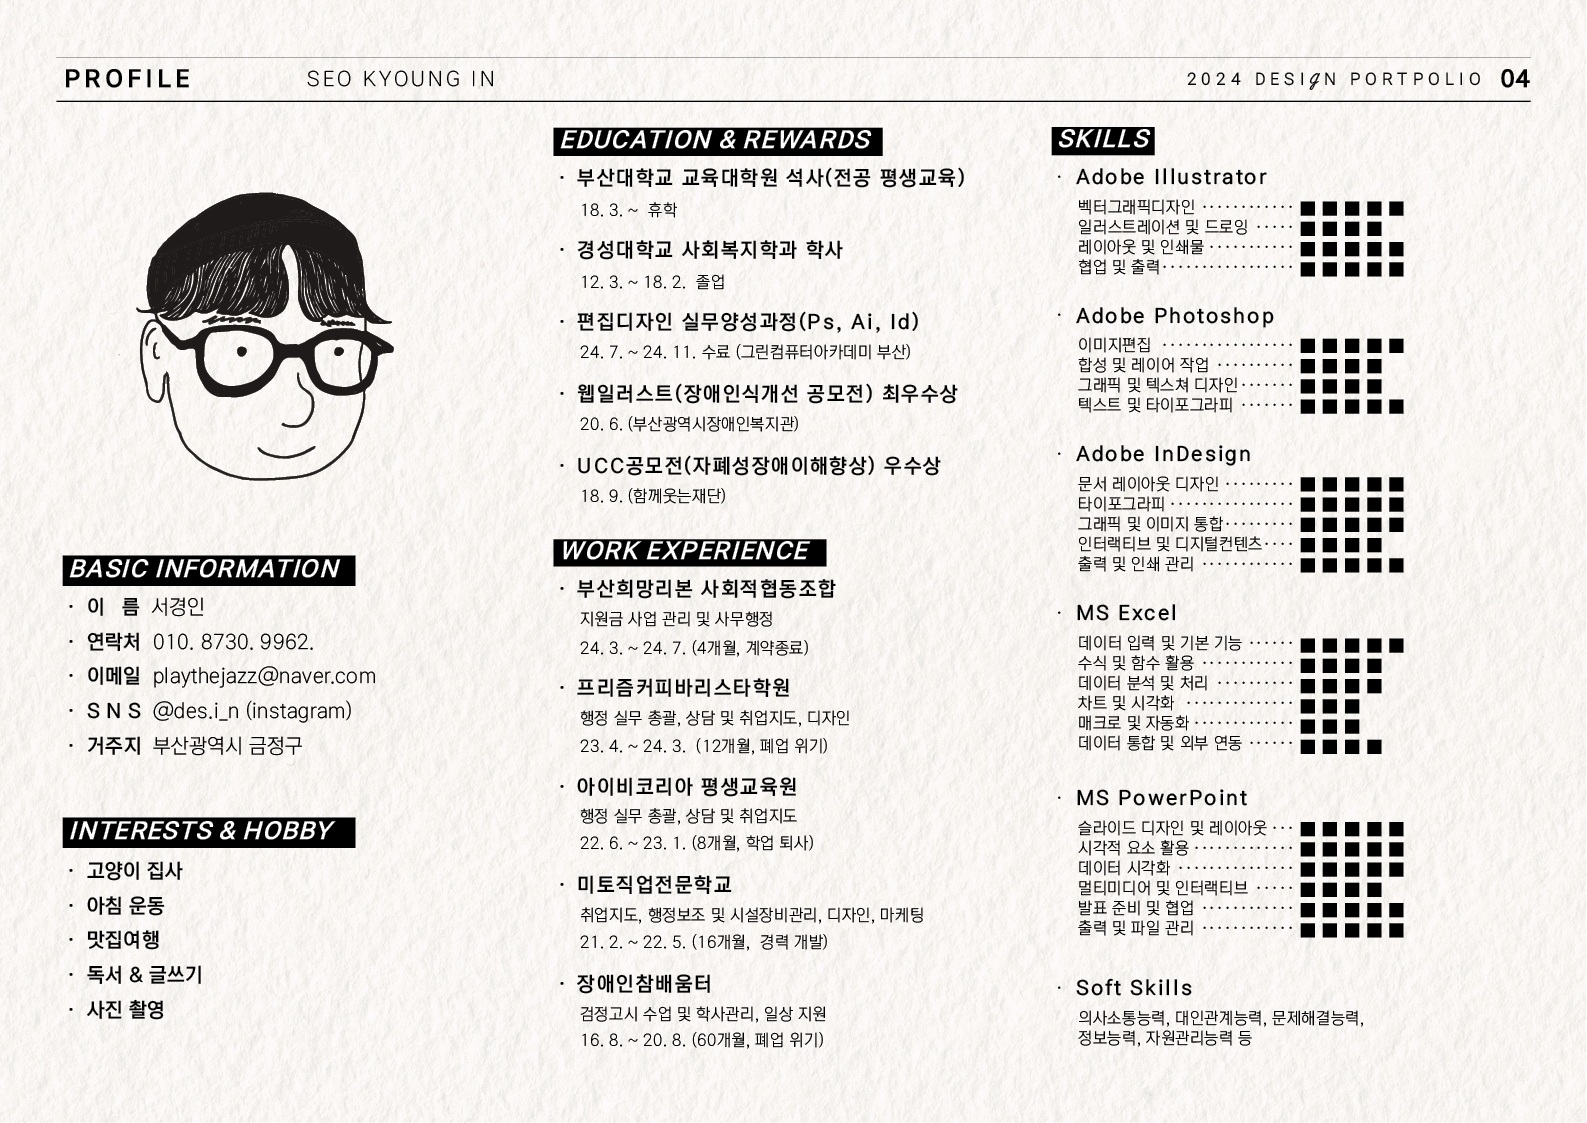 PROFILE SEO KYOUNG IN 2024 DESIGN PORTPOLIO 04
BASIC INFORMATION
· 이 름 서경인
· 연락처 010. 8730. 9962.
· 이메일 playthejazz@naver.com
· S N S @des.i_n (instagram)
· 거주지 부산광역시 금정구
INTERESTS & HOBBY
· 고양이 집사
· 아침 운동
· 맛집여행
· 독서 & 글쓰기
· 사진 촬영
EDUCATION & REWARDS
· 부산대학교 교육대학원 석사(전공 평생교육)
18. 3. ~ 휴학
· 경성대학교 사회복지학과 학사
12. 3. ~ 18. 2. 졸업
· 편집디자인 실무양성과정(Ps, Ai, Id)
24. 7. ~ 24. 11. 수료 (그린컴퓨터아카데미 부산)
· 웹일러스트(장애인식개선 공모전) 최우수상
20. 6. (부산광역시장애인복지관)
· UCC공모전(자폐성장애이해향상) 우수상
18. 9. (함께웃는재단)
WORK EXPERIENCE
· 부산희망리본 사회적협동조합
지원금 사업 관리 및 사무행정
24. 3. ~ 24. 7. (4개월, 계약종료)
· 프리즘커피바리스타학원
행정 실무 총괄, 상담 및 취업지도, 디자인
23. 4. ~ 24. 3. (12개월, 폐업 위기)
· 아이비코리아 평생교육원
행정 실무 총괄, 상담 및 취업지도
22. 6. ~ 23. 1. (8개월, 학업 퇴사)
· 미토직업전문학교
취업지도, 행정보조 및 시설장비관리, 디자인, 마케팅
21. 2. ~ 22. 5. (16개월, 경력 개발)
· 장애인참배움터
검정고시 수업 및 학사관리, 일상 지원
16. 8. ~ 20. 8. (60개월, 폐업 위기)
SKILLS
· Adobe Illustrator
벡터그래픽디자인 ············
일러스트레이션 및 드로잉 ·····
레이아웃 및 인쇄물 ···········
협업 및 출력·················
· Adobe Photoshop
이미지편집 ·················
합성 및 레이어 작업 ··········
그래픽 및 텍스쳐 디자인·······
텍스트 및 타이포그라피 ·······
· Adobe InDesign
문서 레이아웃 디자인 ·········
타이포그라피 ················
그래픽 및 이미지 통합·········
인터랙티브 및 디지털컨텐츠····
출력 및 인쇄 관리 ············
· MS Excel
데이터 입력 및 기본 기능 ······
수식 및 함수 활용 ············
데이터 분석 및 처리 ··········
차트 및 시각화 ··············
매크로 및 자동화·············
데이터 통합 및 외부 연동 ······
· MS PowerPoint
슬라이드 디자인 및 레이아웃 ···
시각적 요소 활용 ·············
데이터 시각화 ···············
멀티미디어 및 인터랙티브 ·····
발표 준비 및 협업 ············
출력 및 파일 관리 ············
· Soft Skills
의사소통능력, 대인관계능력, 문제해결능력,
정보능력, 자원관리능력 등